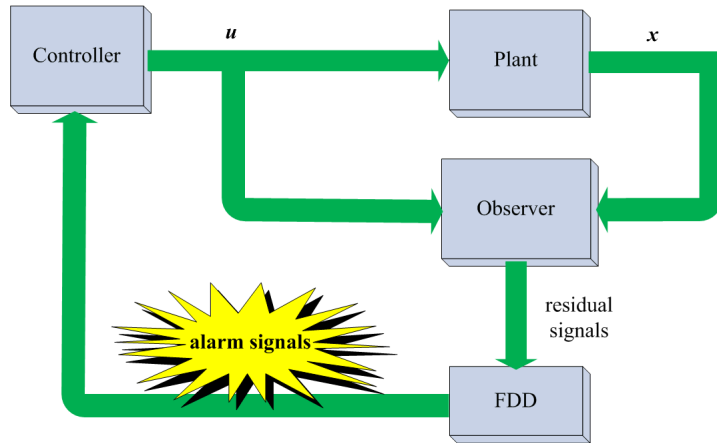 u
x
Controller
Plant
Observer
residual
signals
alarm signals
FDD